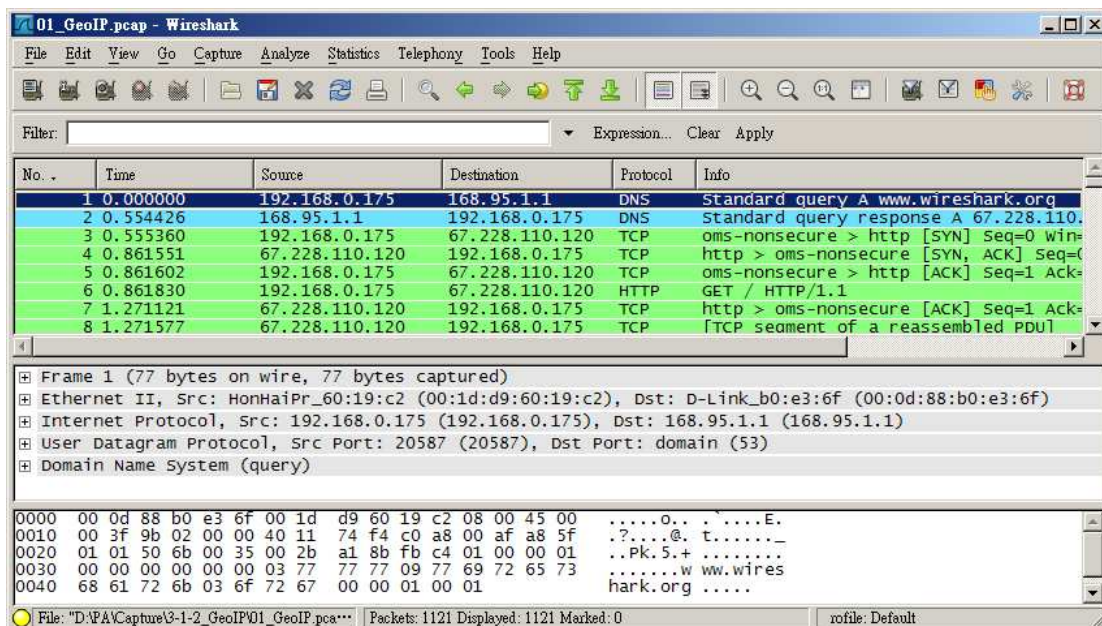 01_GeoIP.pcap - Wireshark
File Edit View Go Capture Analyze Statistics Telephony Tools Help
Filter: Expression... Clear Apply
No. . Time Source Destination Protocol Info
1 0.000000 192.168.0.175 168.95.1.1 DNS Standard query A www.wireshark.org
2 0.554426 168.95.1.1 192.168.0.175 DNS Standard query response A 67.228.110.
3 0.555360 192.168.0.175 67.228.110.120 TCP oms-nonsecure > http [SYN] Seq=0 Win=
4 0.861551 67.228.110.120 192.168.0.175 TCP http > oms-nonsecure [SYN, ACK] Seq=0
5 0.861602 192.168.0.175 67.228.110.120 TCP oms-nonsecure > http [ACK] Seq=1 Ack=
6 0.861830 192.168.0.175 67.228.110.120 HTTP GET / HTTP/1.1
7 1.271121 67.228.110.120 192.168.0.175 TCP http > oms-nonsecure [ACK] Seq=1 Ack=
8 1.271577 67.228.110.120 192.168.0.175 TCP [TCP segment of a reassembled PDU]
Frame 1 (77 bytes on wire, 77 bytes captured)
Ethernet II, Src: HonHaiPr_60:19:c2 (00:1d:d9:60:19:c2), Dst: D-Link_b0:e3:6f (00:0d:88:b0:e3:6f)
Internet Protocol, Src: 192.168.0.175 (192.168.0.175), Dst: 168.95.1.1 (168.95.1.1)
User Datagram Protocol, Src Port: 20587 (20587), Dst Port: domain (53)
Domain Name System (query)
0000 00 0d 88 b0 e3 6f 00 1d d9 60 19 c2 08 00 45 00 .....o.. .`....E.
0010 00 3f 9b 02 00 00 40 11 74 f4 c0 a8 00 af a8 5f .?....@. t......_
0020 01 01 50 6b 00 35 00 2b a1 8b fb c4 01 00 00 01 ..Pk.5.+ ........
0030 00 00 00 00 00 00 03 77 77 77 09 77 69 72 65 73 .......w ww.wires
0040 68 61 72 6b 03 6f 72 67 00 00 01 00 01 hark.org .....
File: "D:\PA\Capture\3-1-2_GeoIP\01_GeoIP.pca··· Packets: 1121 Displayed: 1121 Marked: 0 rofile: Default